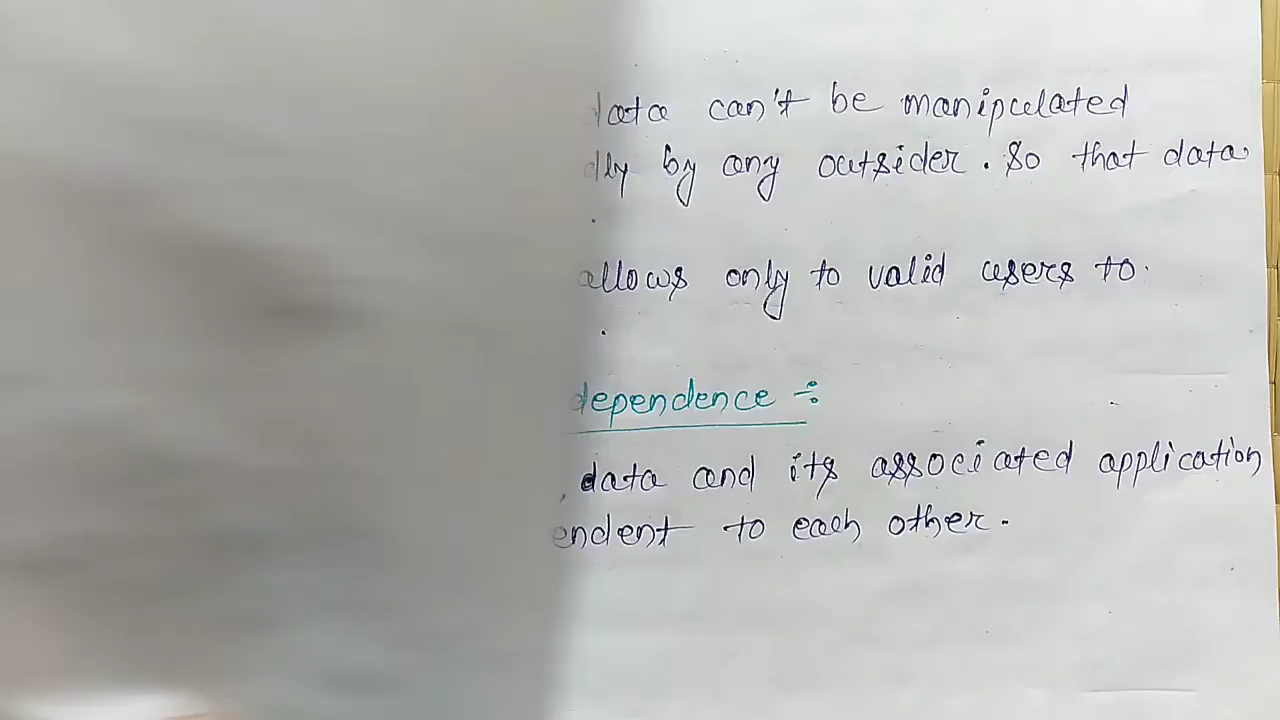 data can't be manipulated
by any outsider. So that data
.
allows only to valid users to.
.
dependence ÷
, data and its associated application
endent to each other.